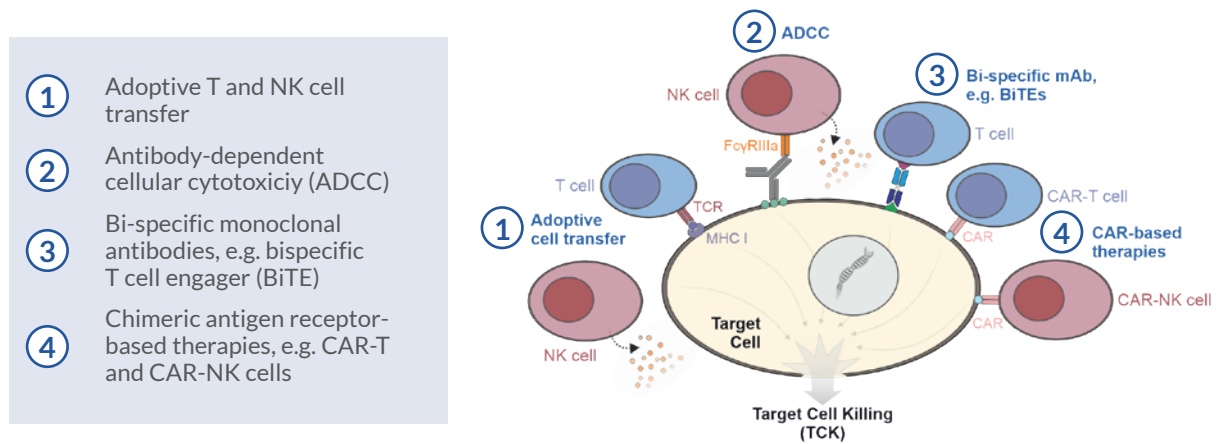 1
Adoptive T and NK cell
transfer
2
Antibody-dependent
cellular cytotoxiciy (ADCC)
3
Bi-specific monoclonal
antibodies, e.g. bispecific
T cell engager (BiTE)
4
Chimeric antigen receptor-
based therapies, e.g. CAR-T
and CAR-NK cells
2 ADCC
NK cell
FcγRIIIa
3 Bi-specific mAb,
e.g. BiTEs
T cell
T cell
TCR
MHC I
1 Adoptive
cell transfer
NK cell
CAR-T cell
CAR
4 CAR-based
therapies
CAR-NK cell
CAR
Target
Cell
Target Cell Killing
(TCK)